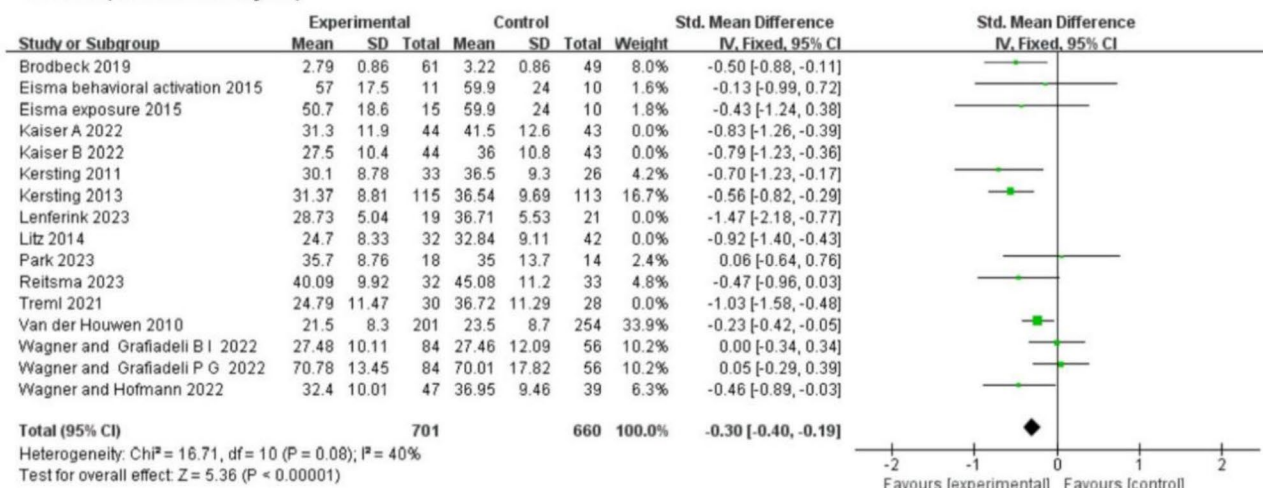 Experimental Control Std. Mean Difference Std. Mean Difference
Study or Subgroup Mean SD Total Mean SD Total Weight IV, Fixed, 95% CI IV, Fixed, 95% CI
Brodbeck 2019 2.79 0.86 61 3.22 0.86 49 8.0% -0.50 [-0.88, -0.11]
Eisma behavioral activation 2015 57 17.5 11 59.9 24 10 1.6% -0.13 [-0.99, 0.72]
Eisma exposure 2015 50.7 18.6 15 59.9 24 10 1.8% -0.43 [-1.24, 0.38]
Kaiser A 2022 31.3 11.9 44 41.5 12.6 43 0.0% -0.83 [-1.26, -0.39]
Kaiser B 2022 27.5 10.4 44 36 10.8 43 0.0% -0.79 [-1.23, -0.36]
Kersting 2011 30.1 8.78 33 36.5 9.3 26 4.2% -0.70 [-1.23, -0.17]
Kersting 2013 31.37 8.81 115 36.54 9.69 113 16.7% -0.56 [-0.82, -0.29]
Lenferink 2023 28.73 5.04 19 36.71 5.53 21 0.0% -1.47 [-2.18, -0.77]
Litz 2014 24.7 8.33 32 32.84 9.11 42 0.0% -0.92 [-1.40, -0.43]
Park 2023 35.7 8.76 18 35 13.7 14 2.4% 0.06 [-0.64, 0.76]
Reitsma 2023 40.09 9.92 32 45.08 11.2 33 4.8% -0.47 [-0.96, 0.03]
Treml 2021 24.79 11.47 30 36.72 11.29 28 0.0% -1.03 [-1.58, -0.48]
Van der Houwen 2010 21.5 8.3 201 23.5 8.7 254 33.9% -0.23 [-0.42, -0.05]
Wagner and Grafiadeli B I 2022 27.48 10.11 84 27.46 12.09 56 10.2% 0.00 [-0.34, 0.34]
Wagner and Grafiadeli P G 2022 70.78 13.45 84 70.01 17.82 56 10.2% 0.05 [-0.29, 0.39]
Wagner and Hofmann 2022 32.4 10.01 47 36.95 9.46 39 6.3% -0.46 [-0.89, -0.03]
Total (95% CI) 701 660 100.0% -0.30 [-0.40, -0.19]
Heterogeneity: Chi² = 16.71, df = 10 (P = 0.08); I² = 40%
Test for overall effect: Z = 5.36 (P < 0.00001)
-2 -1 0 1 2
Favours [experimental] Favours [control]